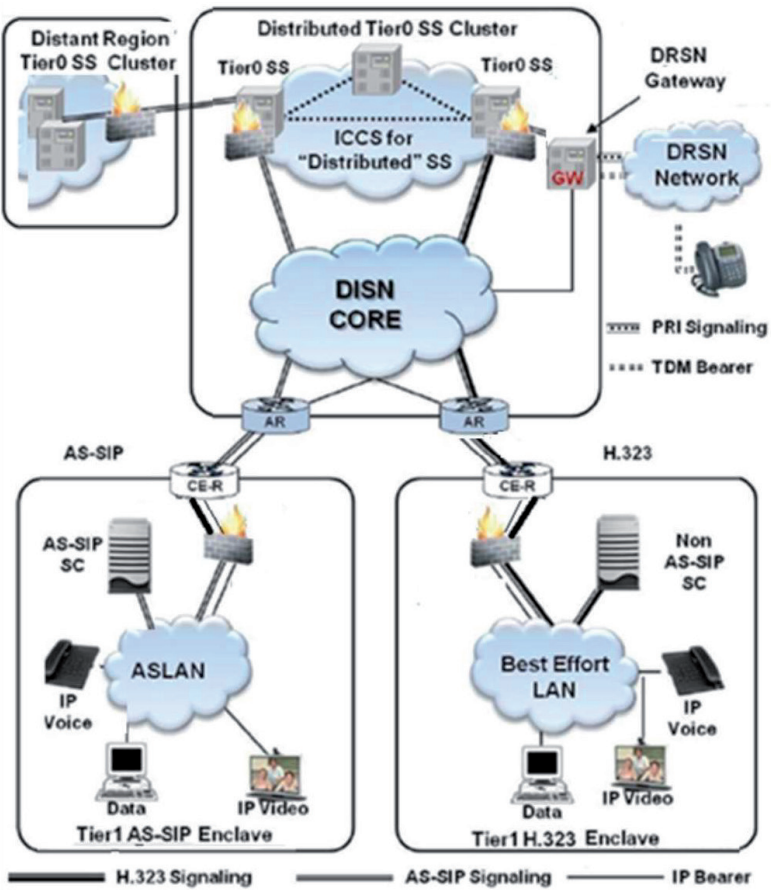 Distant Region
Tier0 SS Cluster
Distributed Tier0 SS Cluster
Tier0 SS
Tier0 SS
ICCS for
"Distributed" SS
DRSN
Gateway
GW
DRSN
Network
DISN
CORE
PRI Signaling
TDM Bearer
AR
AR
AS-SIP
H.323
CE-R
CE-R
AS-SIP
SC
Non
AS-SIP
SC
ASLAN
Best Effort
LAN
IP
Voice
IP
Voice
Data
IP Video
Data
IP Video
Tier1 AS-SIP Enclave
Tier1 H.323 Enclave
H.323 Signaling
AS-SIP Signaling
IP Bearer